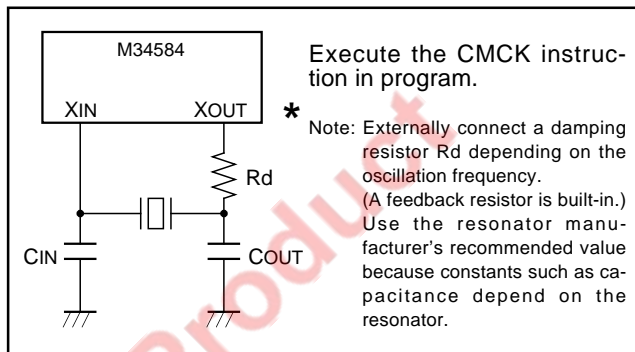 M34584
XIN
XOUT
Rd
CIN
COUT
*
Execute the CMCK instruc-
tion in program.
Note: Externally connect a damping
resistor Rd depending on the
oscillation frequency.
(A feedback resistor is built-in.)
Use the resonator manu-
facturer's recommended value
because constants such as ca-
pacitance depend on the
resonator.
Product